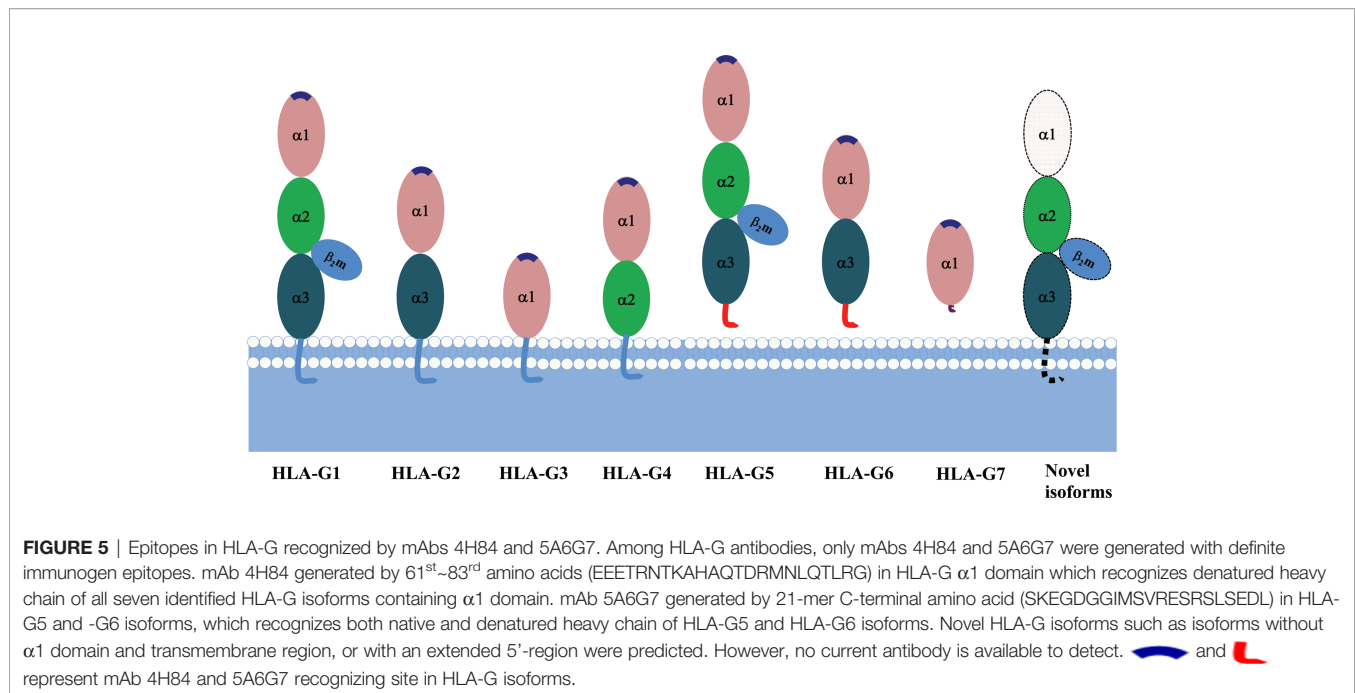 α1
α1
α1
α2
α1
α1
α1
α2
α2
β₂m
α1
β₂m
α3
α3
α1
α2
α3
α3
α1
α3
HLA-G1
HLA-G2
HLA-G3
HLA-G4
HLA-G5
HLA-G6
HLA-G7
Novel
isoforms
FIGURE 5 | Epitopes in HLA-G recognized by mAbs 4H84 and 5A6G7. Among HLA-G antibodies, only mAbs 4H84 and 5A6G7 were generated with definite
immunogen epitopes. mAb 4H84 generated by 61st~83rd amino acids (EEETRNTKAHAQTDRMNLQTLRG) in HLA-G α1 domain which recognizes denatured heavy
chain of all seven identified HLA-G isoforms containing α1 domain. mAb 5A6G7 generated by 21-mer C-terminal amino acid (SKEGDGGIMSVRESRSLSEDL) in HLA-
G5 and -G6 isoforms, which recognizes both native and denatured heavy chain of HLA-G5 and HLA-G6 isoforms. Novel HLA-G isoforms such as isoforms without
α1 domain and transmembrane region, or with an extended 5’-region were predicted. However, no current antibody is available to detect. and
represent mAb 4H84 and 5A6G7 recognizing site in HLA-G isoforms.